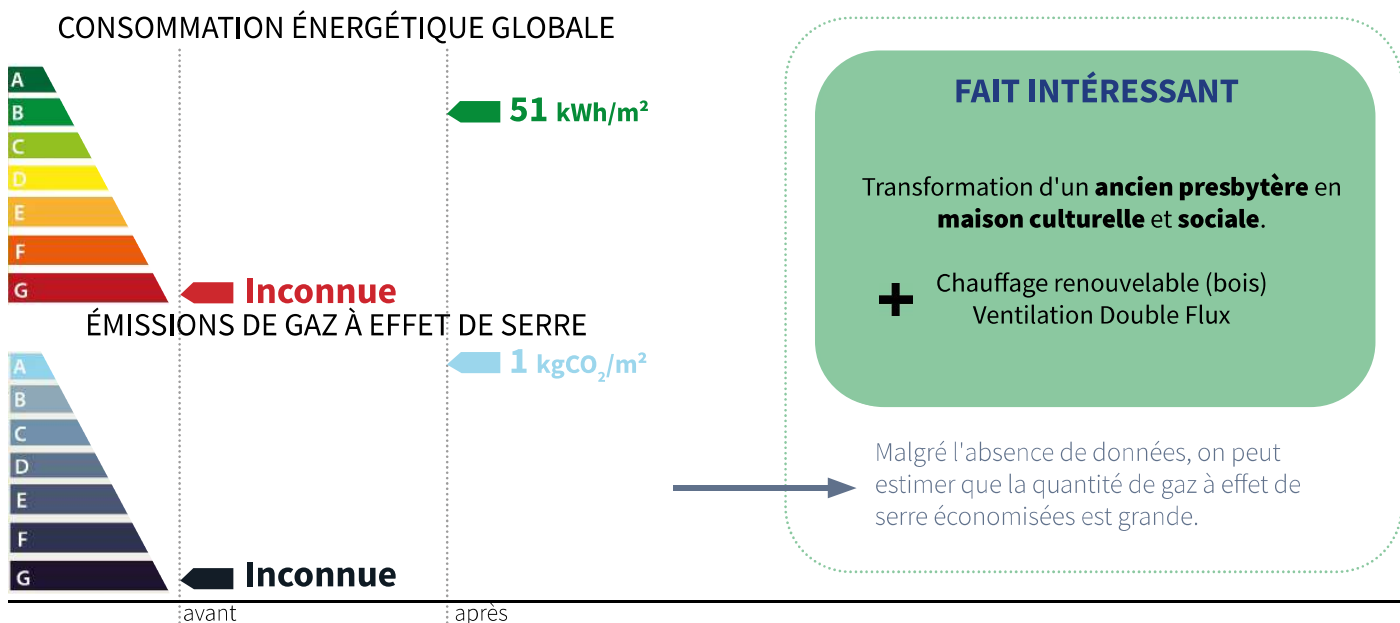 CONSOMMATION ÉNERGÉTIQUE GLOBALE
A
B
C
D
E
F
G
51 kWh/m²
Inconnue
ÉMISSIONS DE GAZ À EFFET DE SERRE
A
B
C
D
E
F
G
1 kgCO₂/m²
Inconnue
avant
après
FAIT INTÉRESSANT
Transformation d'un ancien presbytère en
maison culturelle et sociale.
+ Chauffage renouvelable (bois)
Ventilation Double Flux
Malgré l'absence de données, on peut
estimer que la quantité de gaz à effet de
serre économisées est grande.